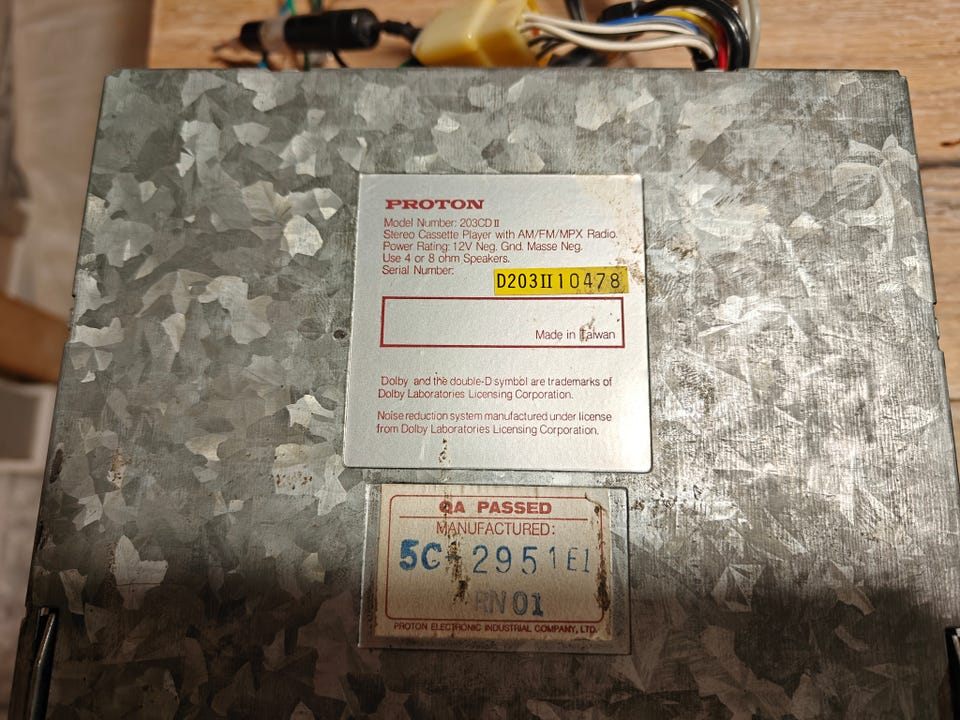 PROTON
Model Number: 203CD II
Stereo Cassette Player with AM/FM/MPX Radio.
Power Rating: 12V Neg. Gnd. Masse Neg.
Use 4 or 8 ohm Speakers.
Serial Number:
D203II10478
Made in Taiwan
Dolby and the double-D symbol are trademarks of
Dolby Laboratories Licensing Corporation.
Noise reduction system manufactured under license
from Dolby Laboratories Licensing Corporation.
QA PASSED
MANUFACTURED:
5C-2951E1
RN01
PROTON ELECTRONIC INDUSTRIAL COMPANY, LTD.